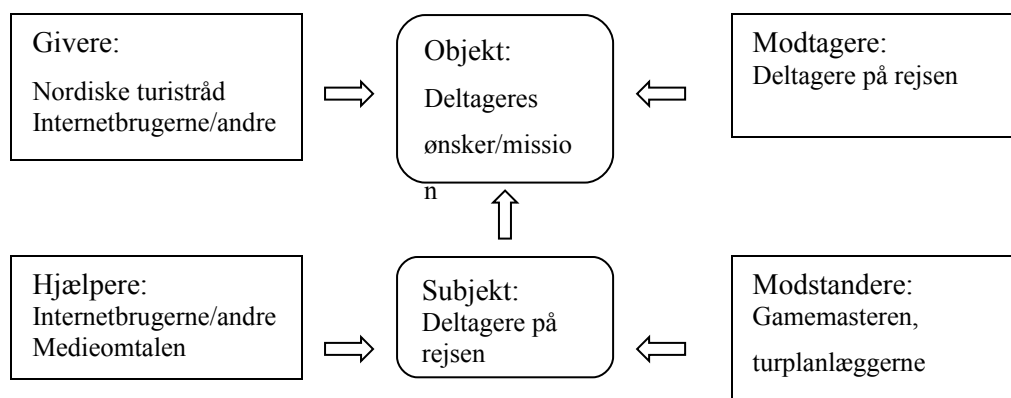 Givere:
Nordiske turistråd
Internetbrugerne/andre
Objekt:
Deltageres
ønsker/missio
n
Modtagere:
Deltagere på rejsen
Hjælpere:
Internetbrugerne/andre
Medieomtalen
Subjekt:
Deltagere på
rejsen
Modstandere:
Gamemasteren,
turplanlæggerne